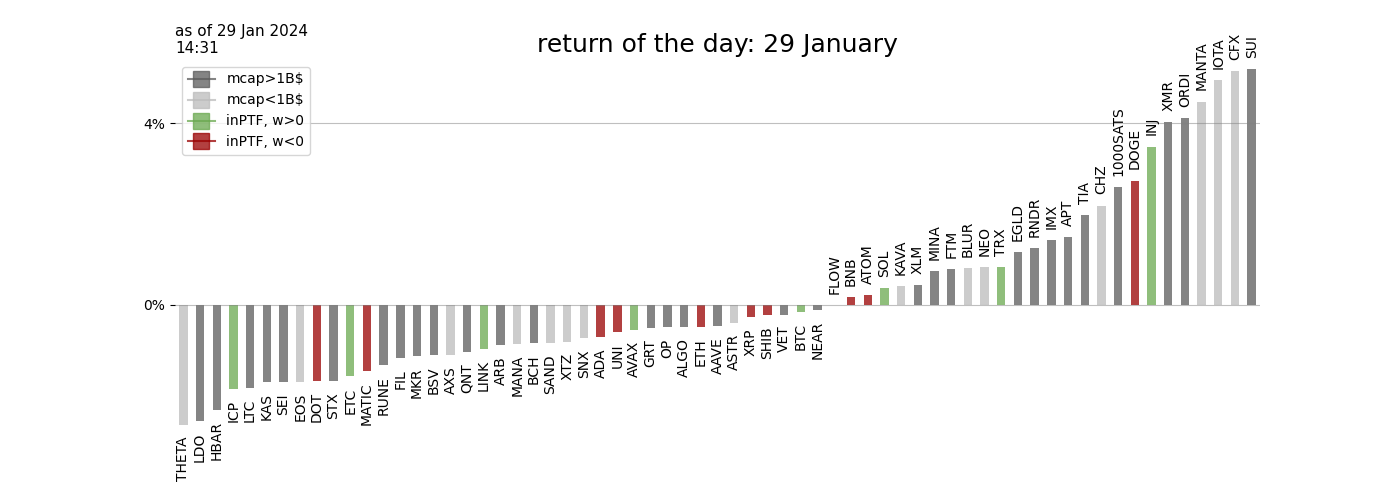 as of 29 Jan 2024
14:31
return of the day: 29 January
mcap>1B$
mcap<1B$
inPTF, w>0
inPTF, w<0
4%
0%
THETA
LDO
HBAR
ICP
LTC
KAS
SEI
EOS
DOT
STX
ETC
MATIC
RUNE
FIL
MKR
BSV
AXS
QNT
LINK
ARB
MANA
BCH
SAND
XTZ
SNX
ADA
UNI
AVAX
GRT
OP
ALGO
ETH
AAVE
ASTR
XRP
SHIB
VET
BTC
NEAR
FLOW
BNB
ATOM
SOL
KAVA
XLM
MINA
FTM
BLUR
NEO
TRX
EGLD
RNDR
IMX
APT
TIA
CHZ
1000SATS
DOGE
INJ
XMR
ORDI
MANTA
IOTA
CFX
SUI